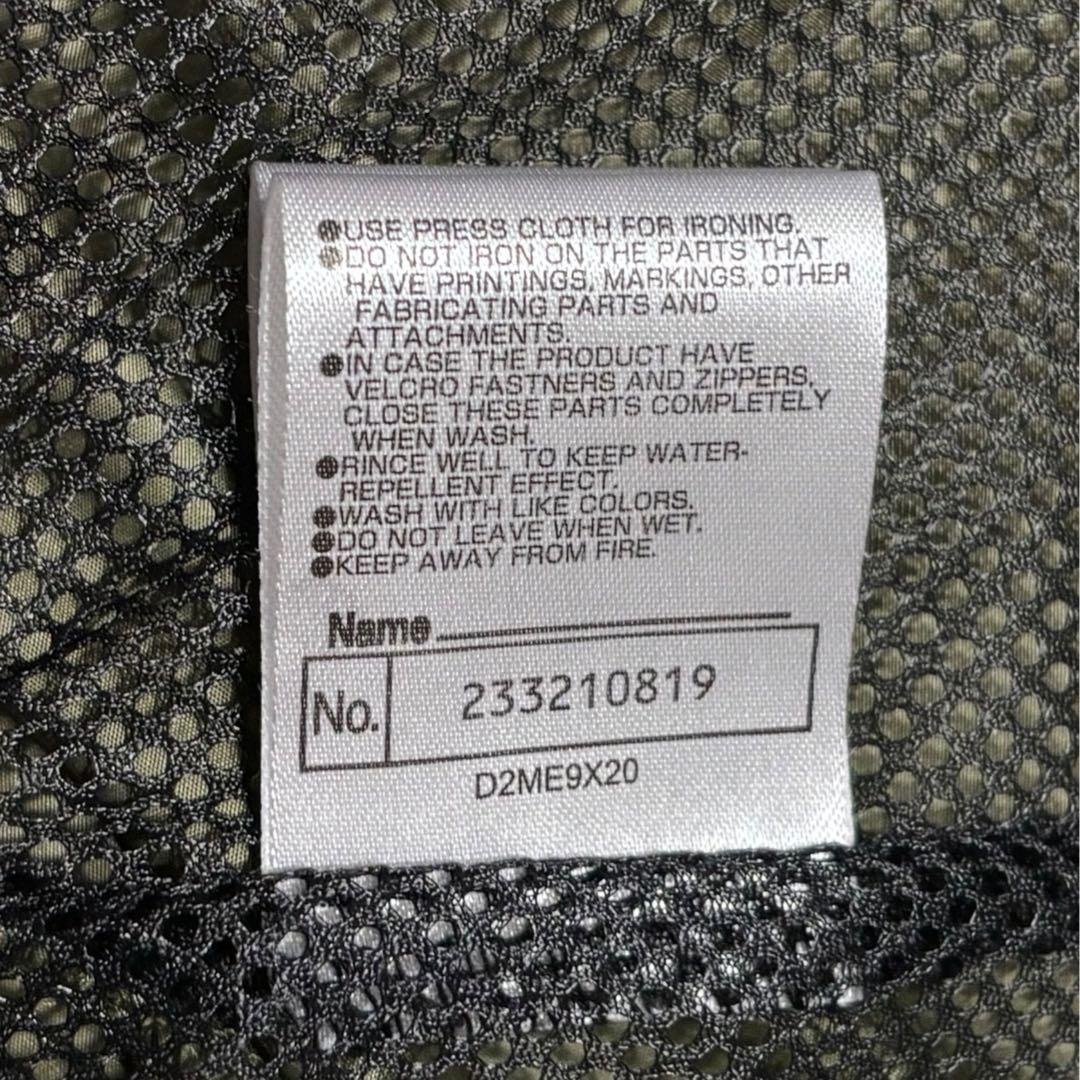 ●USE PRESS CLOTH FOR IRONING.
●DO NOT IRON ON THE PARTS THAT
HAVE PRINTINGS, MARKINGS, OTHER
FABRICATING PARTS AND
ATTACHMENTS.
●IN CASE THE PRODUCT HAVE
VELCRO FASTNERS AND ZIPPERS,
CLOSE THESE PARTS COMPLETELY
WHEN WASH.
●RINCE WELL TO KEEP WATER-
REPELLENT EFFECT.
●WASH WITH LIKE COLORS.
●DO NOT LEAVE WHEN WET.
●KEEP AWAY FROM FIRE.
Name
No. 233210819
D2ME9X20